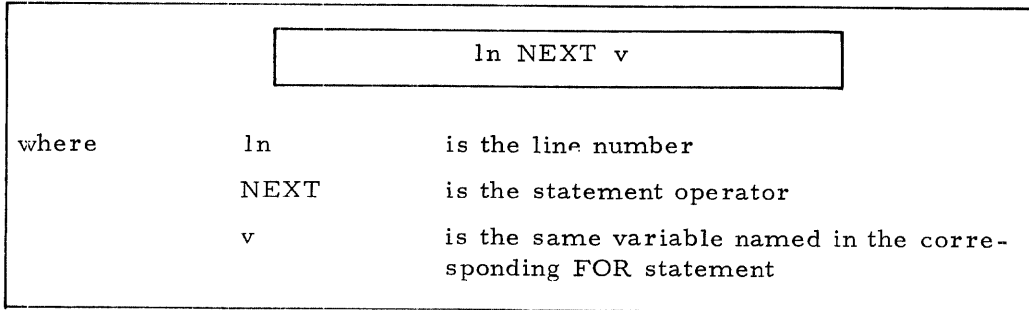 ln NEXT v
where ln is the line number
NEXT is the statement operator
v is the same variable named in the corre-
sponding FOR statement